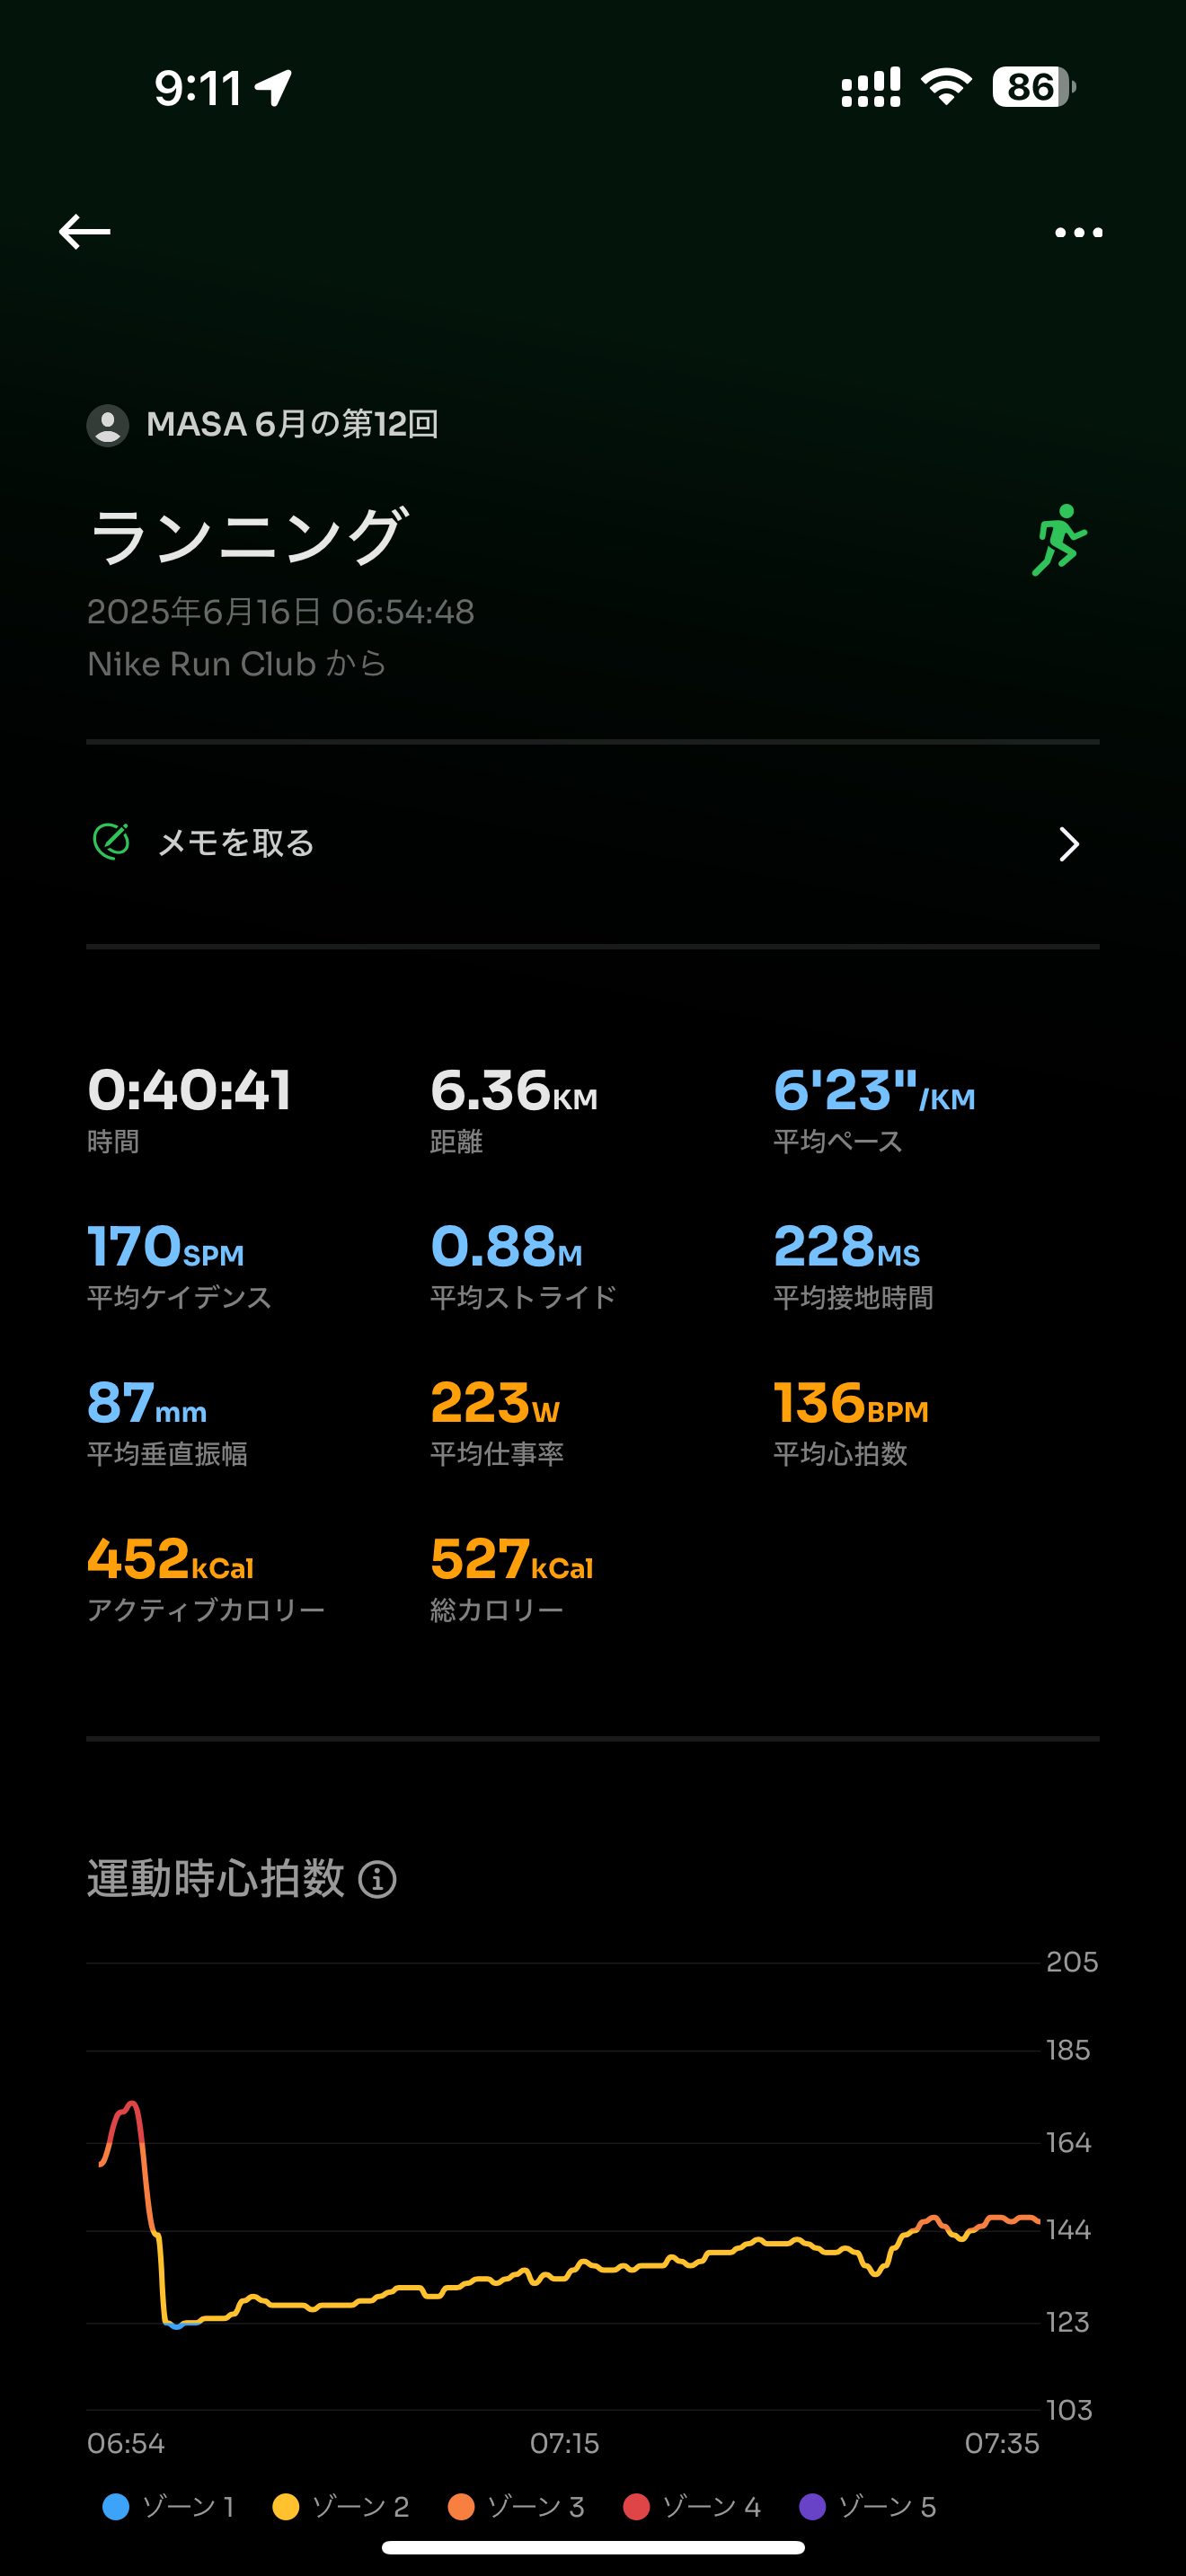 9:11
86
MASA 6月の第12回
ランニング
2025年6月16日 06:54:48
Nike Run Club から
メモを取る
0:40:41 6.36KM 6'23"/KM
時間 距離 平均ペース
170SPM 0.88M 228MS
平均ケイデンス 平均ストライド 平均接地時間
87mm 223W 136BPM
平均垂直振幅 平均仕事率 平均心拍数
452kCal 527kCal
アクティブカロリー 総カロリー
運動時心拍数
205
185
164
144
123
103
06:54 07:15 07:35
ゾーン 1 ゾーン 2 ゾーン 3 ゾーン 4 ゾーン 5